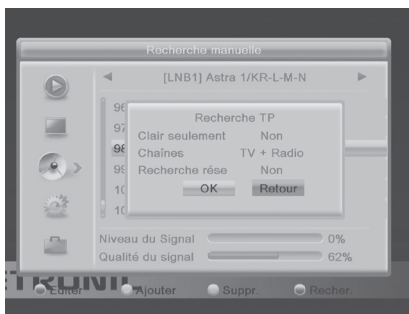 Recherche manuelle
[LNB1] Astra 1/KR-L-M-N
96
97
98
99
10
10
Recherche TP
Clair seulement Non
Chaînes TV + Radio
Recherche rése Non
OK Retour
Niveau du Signal 0%
Qualité du signal 62%
Editer Ajouter Suppr. Recher.